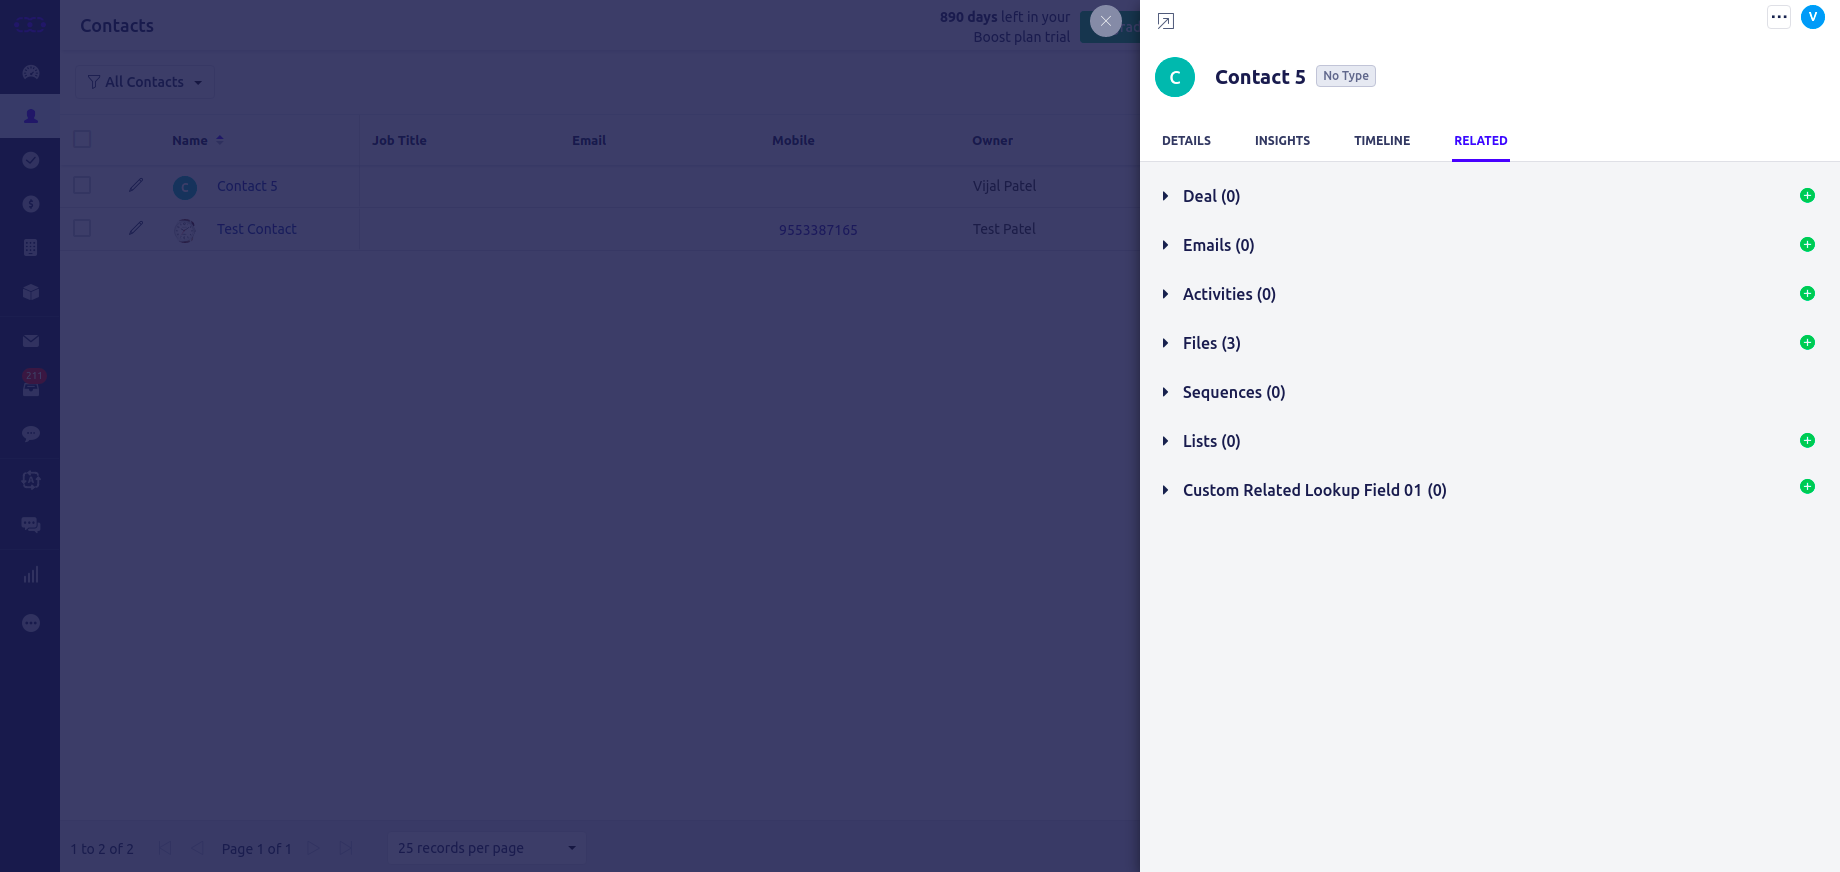 Contacts
890 days left in your
Boost plan trial
All Contacts
Name
Job Title
Email
Mobile
Owner
C
Contact 5
Vijal Patel
Test Contact
9553387165
Test Patel
211
1 to 2 of 2
Page 1 of 1
25 records per page
V
C
Contact 5
No Type
DETAILS
INSIGHTS
TIMELINE
RELATED
Deal (0)
Emails (0)
Activities (0)
Files (3)
Sequences (0)
Lists (0)
Custom Related Lookup Field 01 (0)